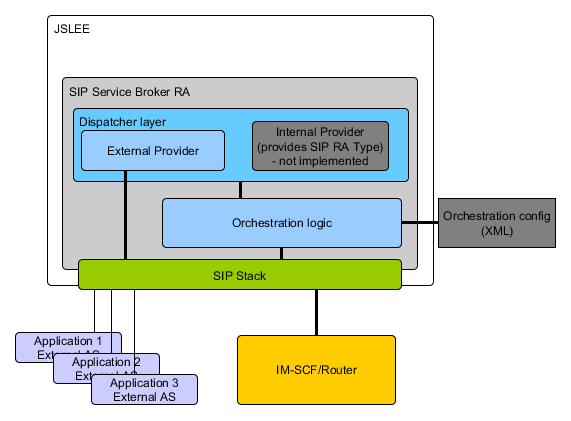 JSLEE
SIP Service Broker RA
Dispatcher layer
External Provider
Internal Provider
(provides SIP RA Type)
- not implemented
Orchestration logic
Orchestration config
(XML)
SIP Stack
Application 1
External AS
Application 2
External AS
Application 3
External AS
IM-SCF/Router